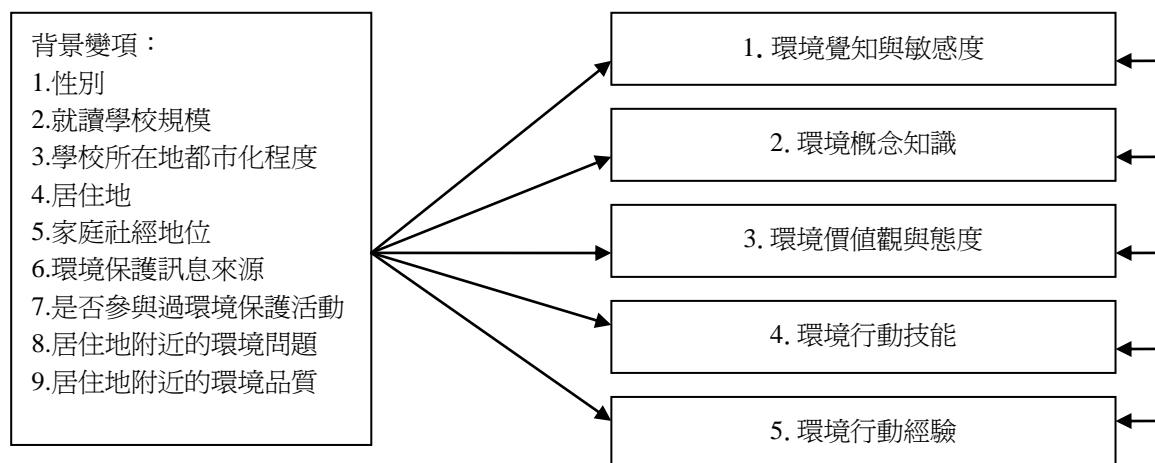 背景變項：
1.性別
2.就讀學校規模
3.學校所在地都市化程度
4.居住地
5.家庭社經地位
6.環境保護訊息來源
7.是否參與過環境保護活動
8.居住地附近的環境問題
9.居住地附近的環境品質
1. 環境覺知與敏感度
2. 環境概念知識
3. 環境價值觀與態度
4. 環境行動技能
5. 環境行動經驗